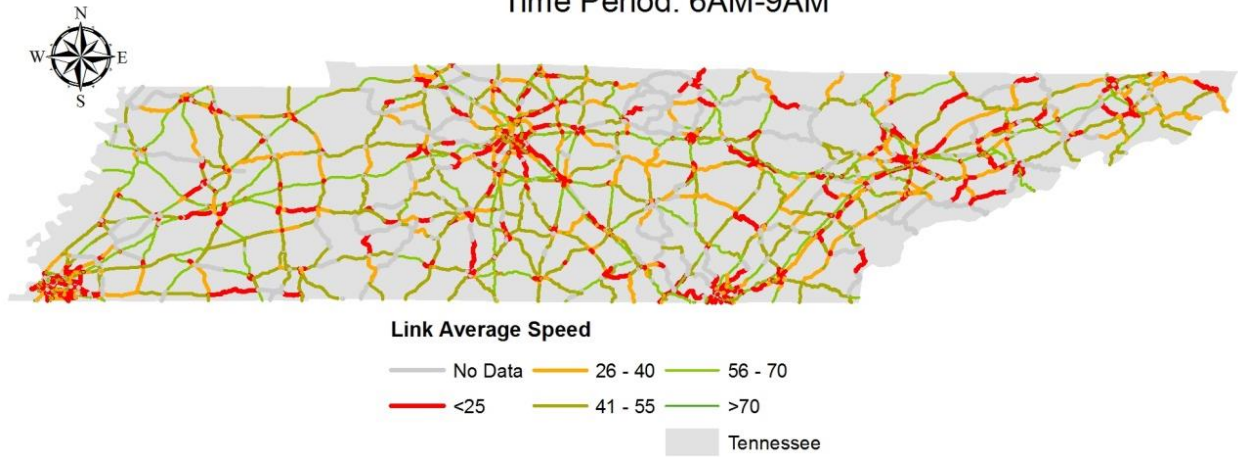 Time Period: 6AM-9AM
N
W E
S
Link Average Speed
No Data 26 - 40 56 - 70
<25 41 - 55 >70
Tennessee